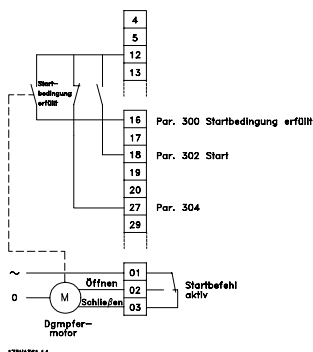 4
5
12
13
Start-
bedingung
erfüllt
16 Par. 300 Startbedingung erfüllt
17
18 Par. 302 Start
19
20
27 Par. 304
29
~ 01
Öffnen 02 Startbefehl
aktiv
0 M
Schließen 03
Dgmpfer-
motor